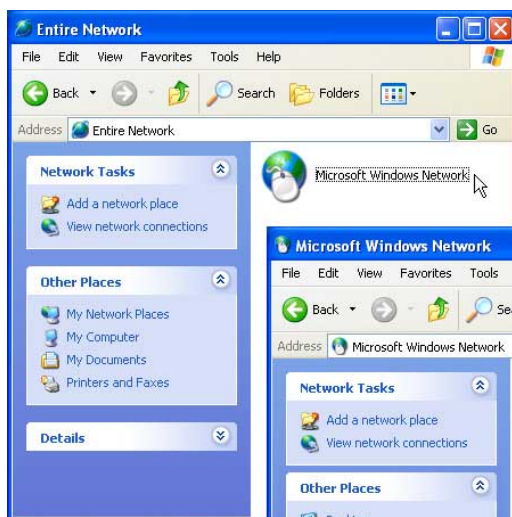 Entire Network
File Edit View Favorites Tools Help
Back Search Folders
Address Entire Network Go
Network Tasks
Add a network place
View network connections
Other Places
My Network Places
My Computer
My Documents
Printers and Faxes
Details
Microsoft Windows Network
Microsoft Windows Network
File Edit View Favorites Tools
Back
Address Microsoft Windows Network
Network Tasks
Add a network place
View network connections
Other Places